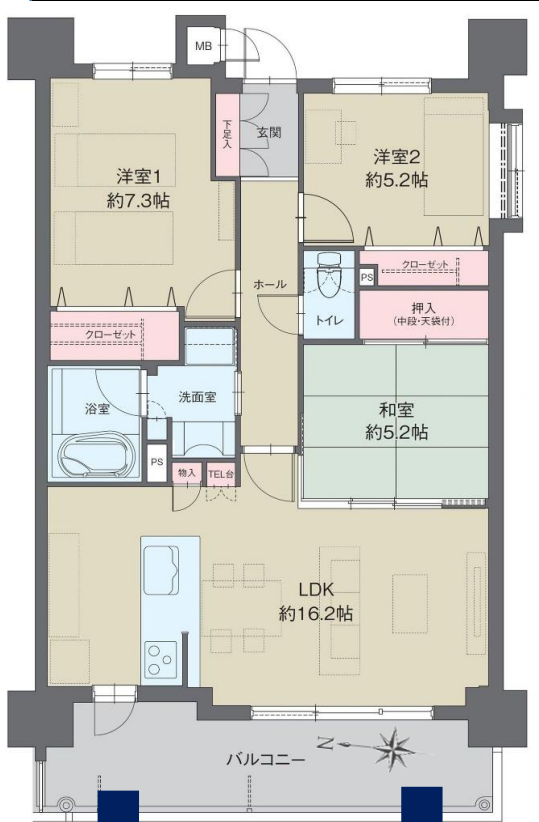 MB
下足入
玄関
洋室1
約7.3帖
洋室2
約5.2帖
ホール
クローゼット
PS
トイレ
押入
(中段・天袋付)
クローゼット
浴室
洗面室
和室
約5.2帖
PS
物入
TEL台
LDK
約16.2帖
バルコニー
N